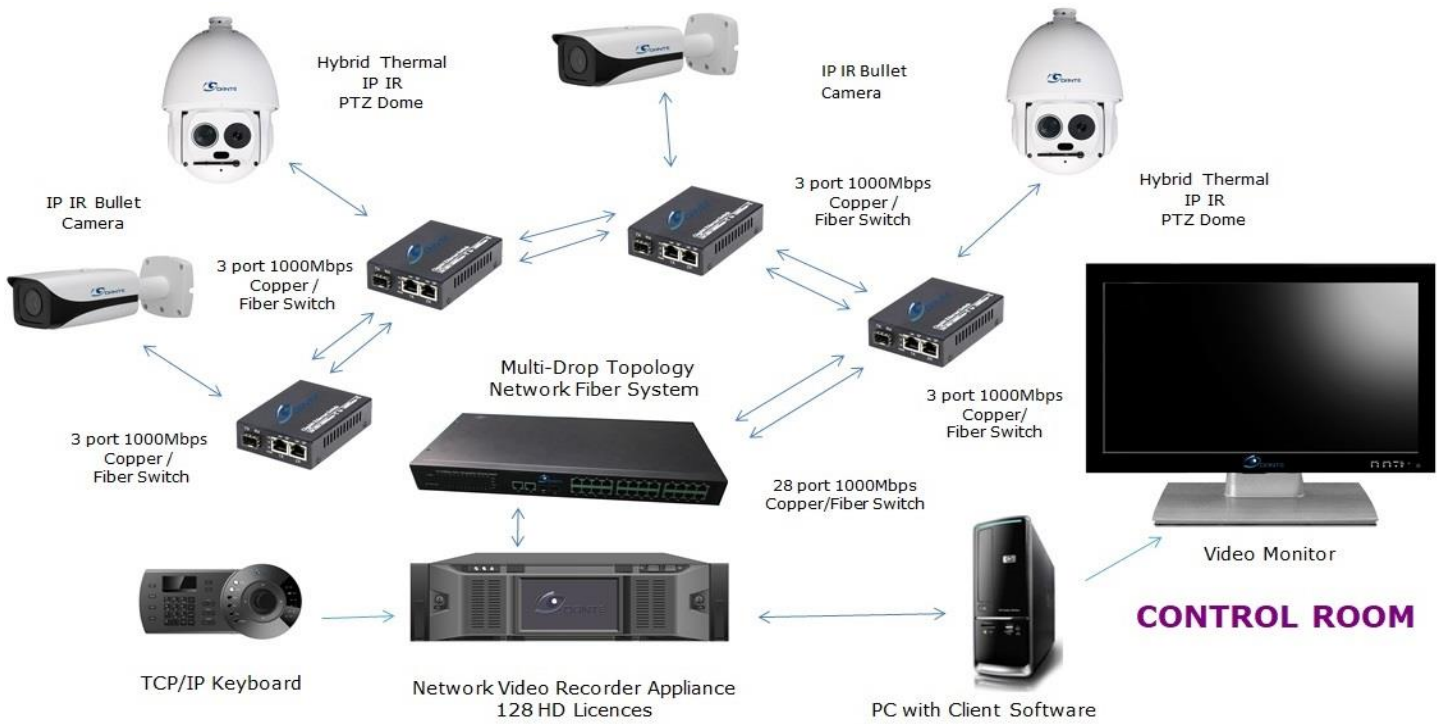 Hybrid Thermal
IP IR
PTZ Dome
IP IR Bullet
Camera
Hybrid Thermal
IP IR
PTZ Dome
IP IR Bullet
Camera
3 port 1000Mbps
Copper /
Fiber Switch
3 port 1000Mbps
Copper /
Fiber Switch
3 port 1000Mbps
Copper/
Fiber Switch
3 port 1000Mbps
Copper /
Fiber Switch
Multi-Drop Topology
Network Fiber System
28 port 1000Mbps
Copper/Fiber Switch
Video Monitor
CONTROL ROOM
TCP/IP Keyboard
Network Video Recorder Appliance
128 HD Licences
PC with Client Software